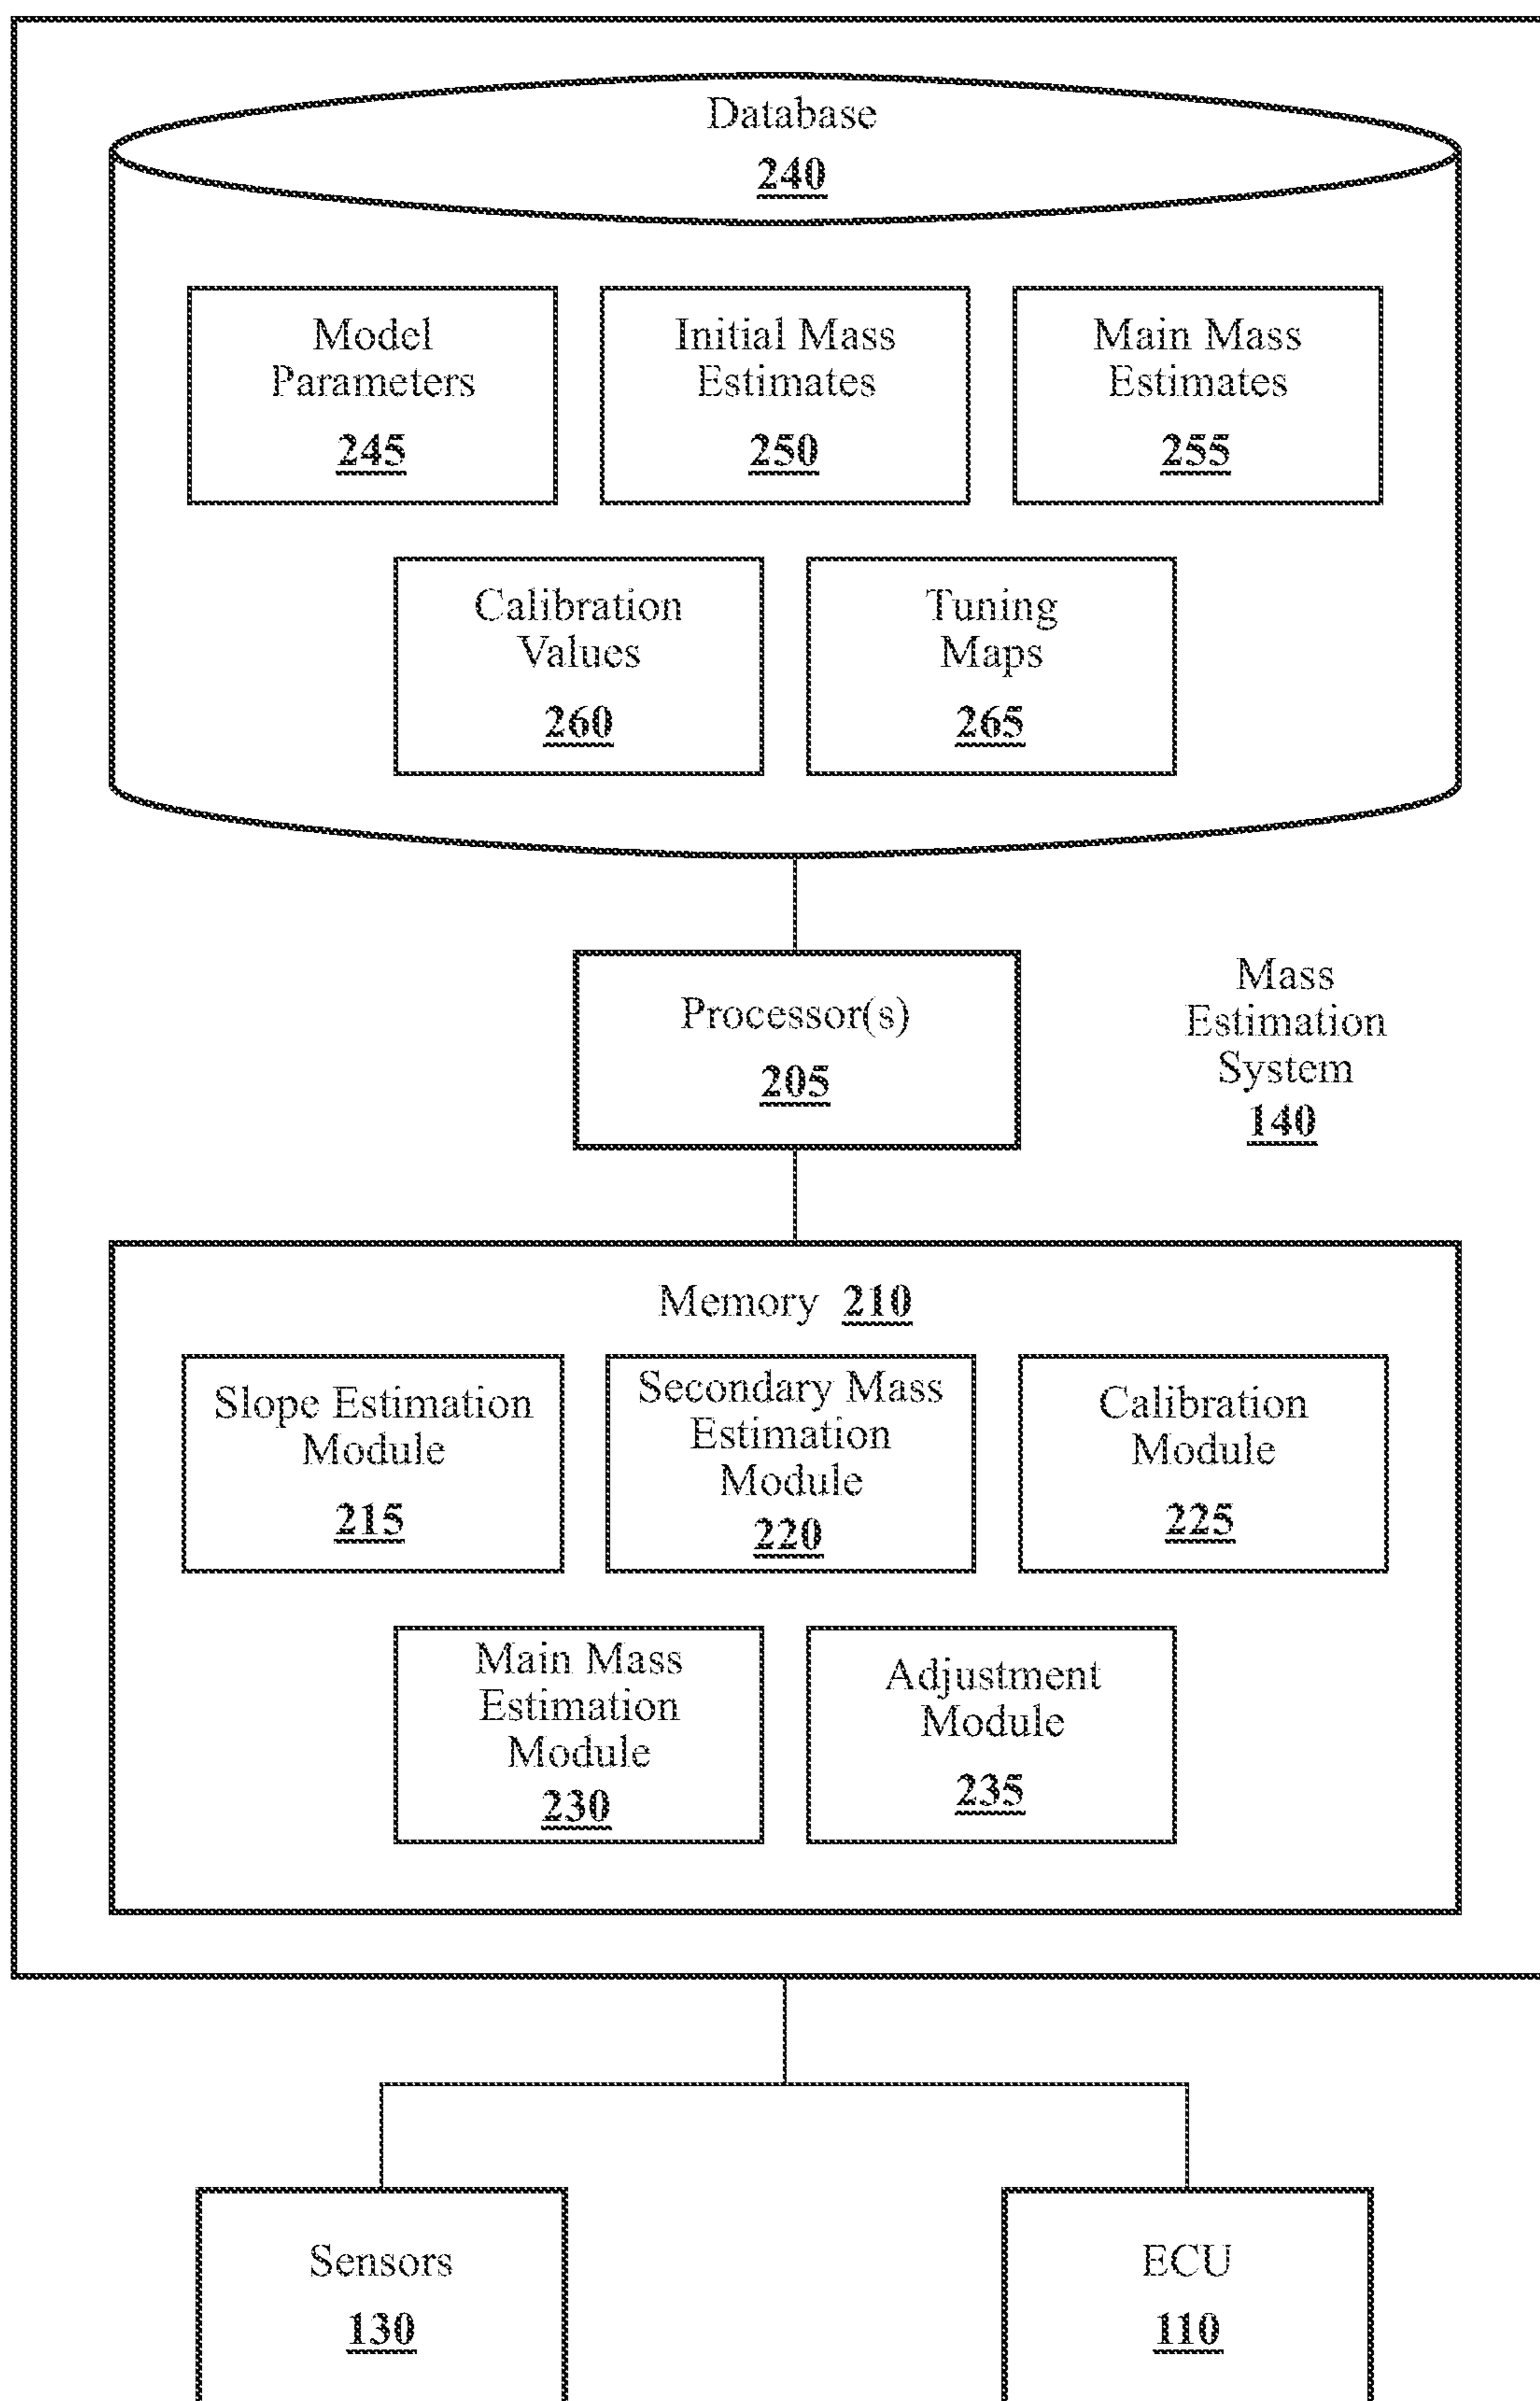 Database
240
Model
Parameters
245
Initial Mass
Estimates
250
Main Mass
Estimates
255
Calibration
Values
260
Tuning
Maps
265
Processor(s)
205
Mass
Estimation
System
140
Memory 210
Slope Estimation
Module
215
Secondary Mass
Estimation
Module
220
Calibration
Module
225
Main Mass
Estimation
Module
230
Adjustment
Module
235
Sensors
130
ECU
110